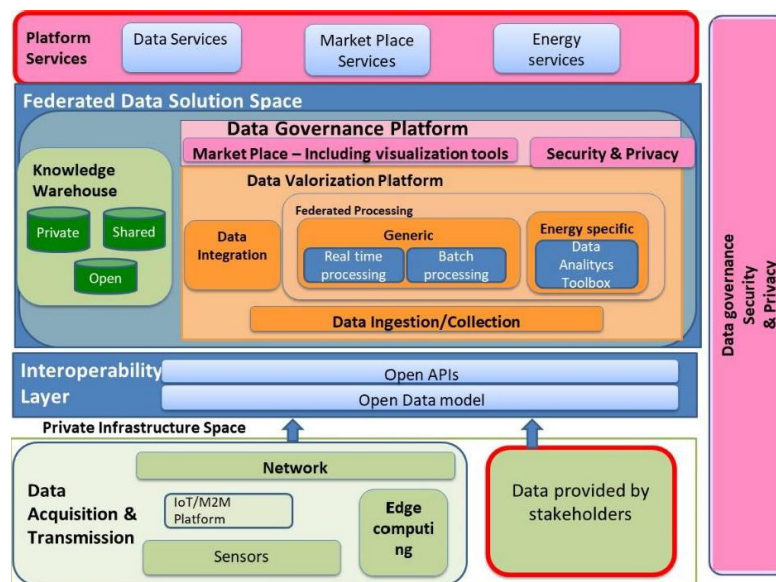 Platform
Services
Data Services
Market Place
Services
Energy
services
Federated Data Solution Space
Data Governance Platform
Market Place – Including visualization tools
Security & Privacy
Knowledge
Warehouse
Private
Shared
Open
Data Valorization Platform
Data
Integration
Federated Processing
Generic
Real time
processing
Batch
processing
Energy specific
Data
Analitycs
Toolbox
Data Ingestion/Collection
Interoperability
Layer
Open APIs
Open Data model
Private Infrastructure Space
Data
Acquisition &
Transmission
Network
IoT/M2M
Platform
Edge
computi
ng
Sensors
Data provided by
stakeholders
Data governance
Security
& Privacy